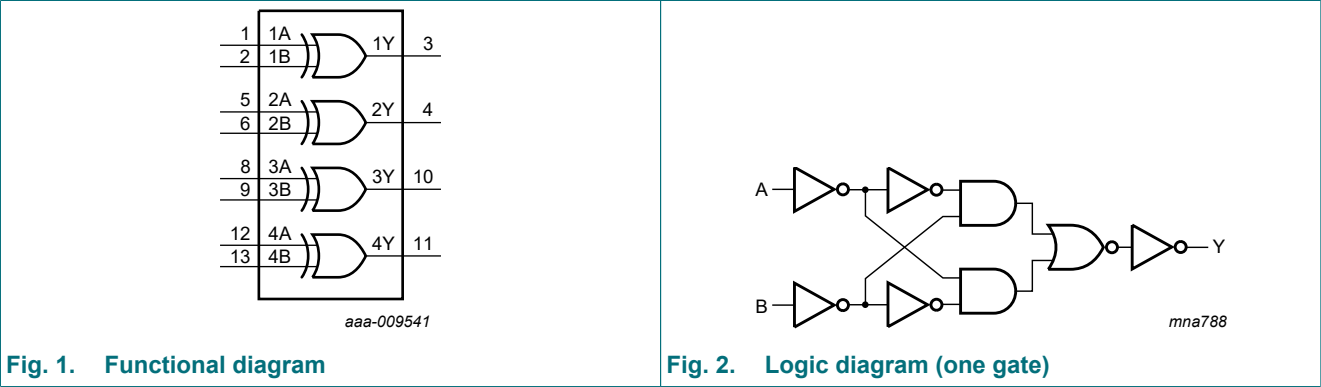 1 1A 1Y 3
2 1B
5 2A 2Y 4
6 2B
8 3A 3Y 10
9 3B
12 4A 4Y 11
13 4B
aaa-009541
Fig. 1. Functional diagram
A
Y
B
mna788
Fig. 2. Logic diagram (one gate)